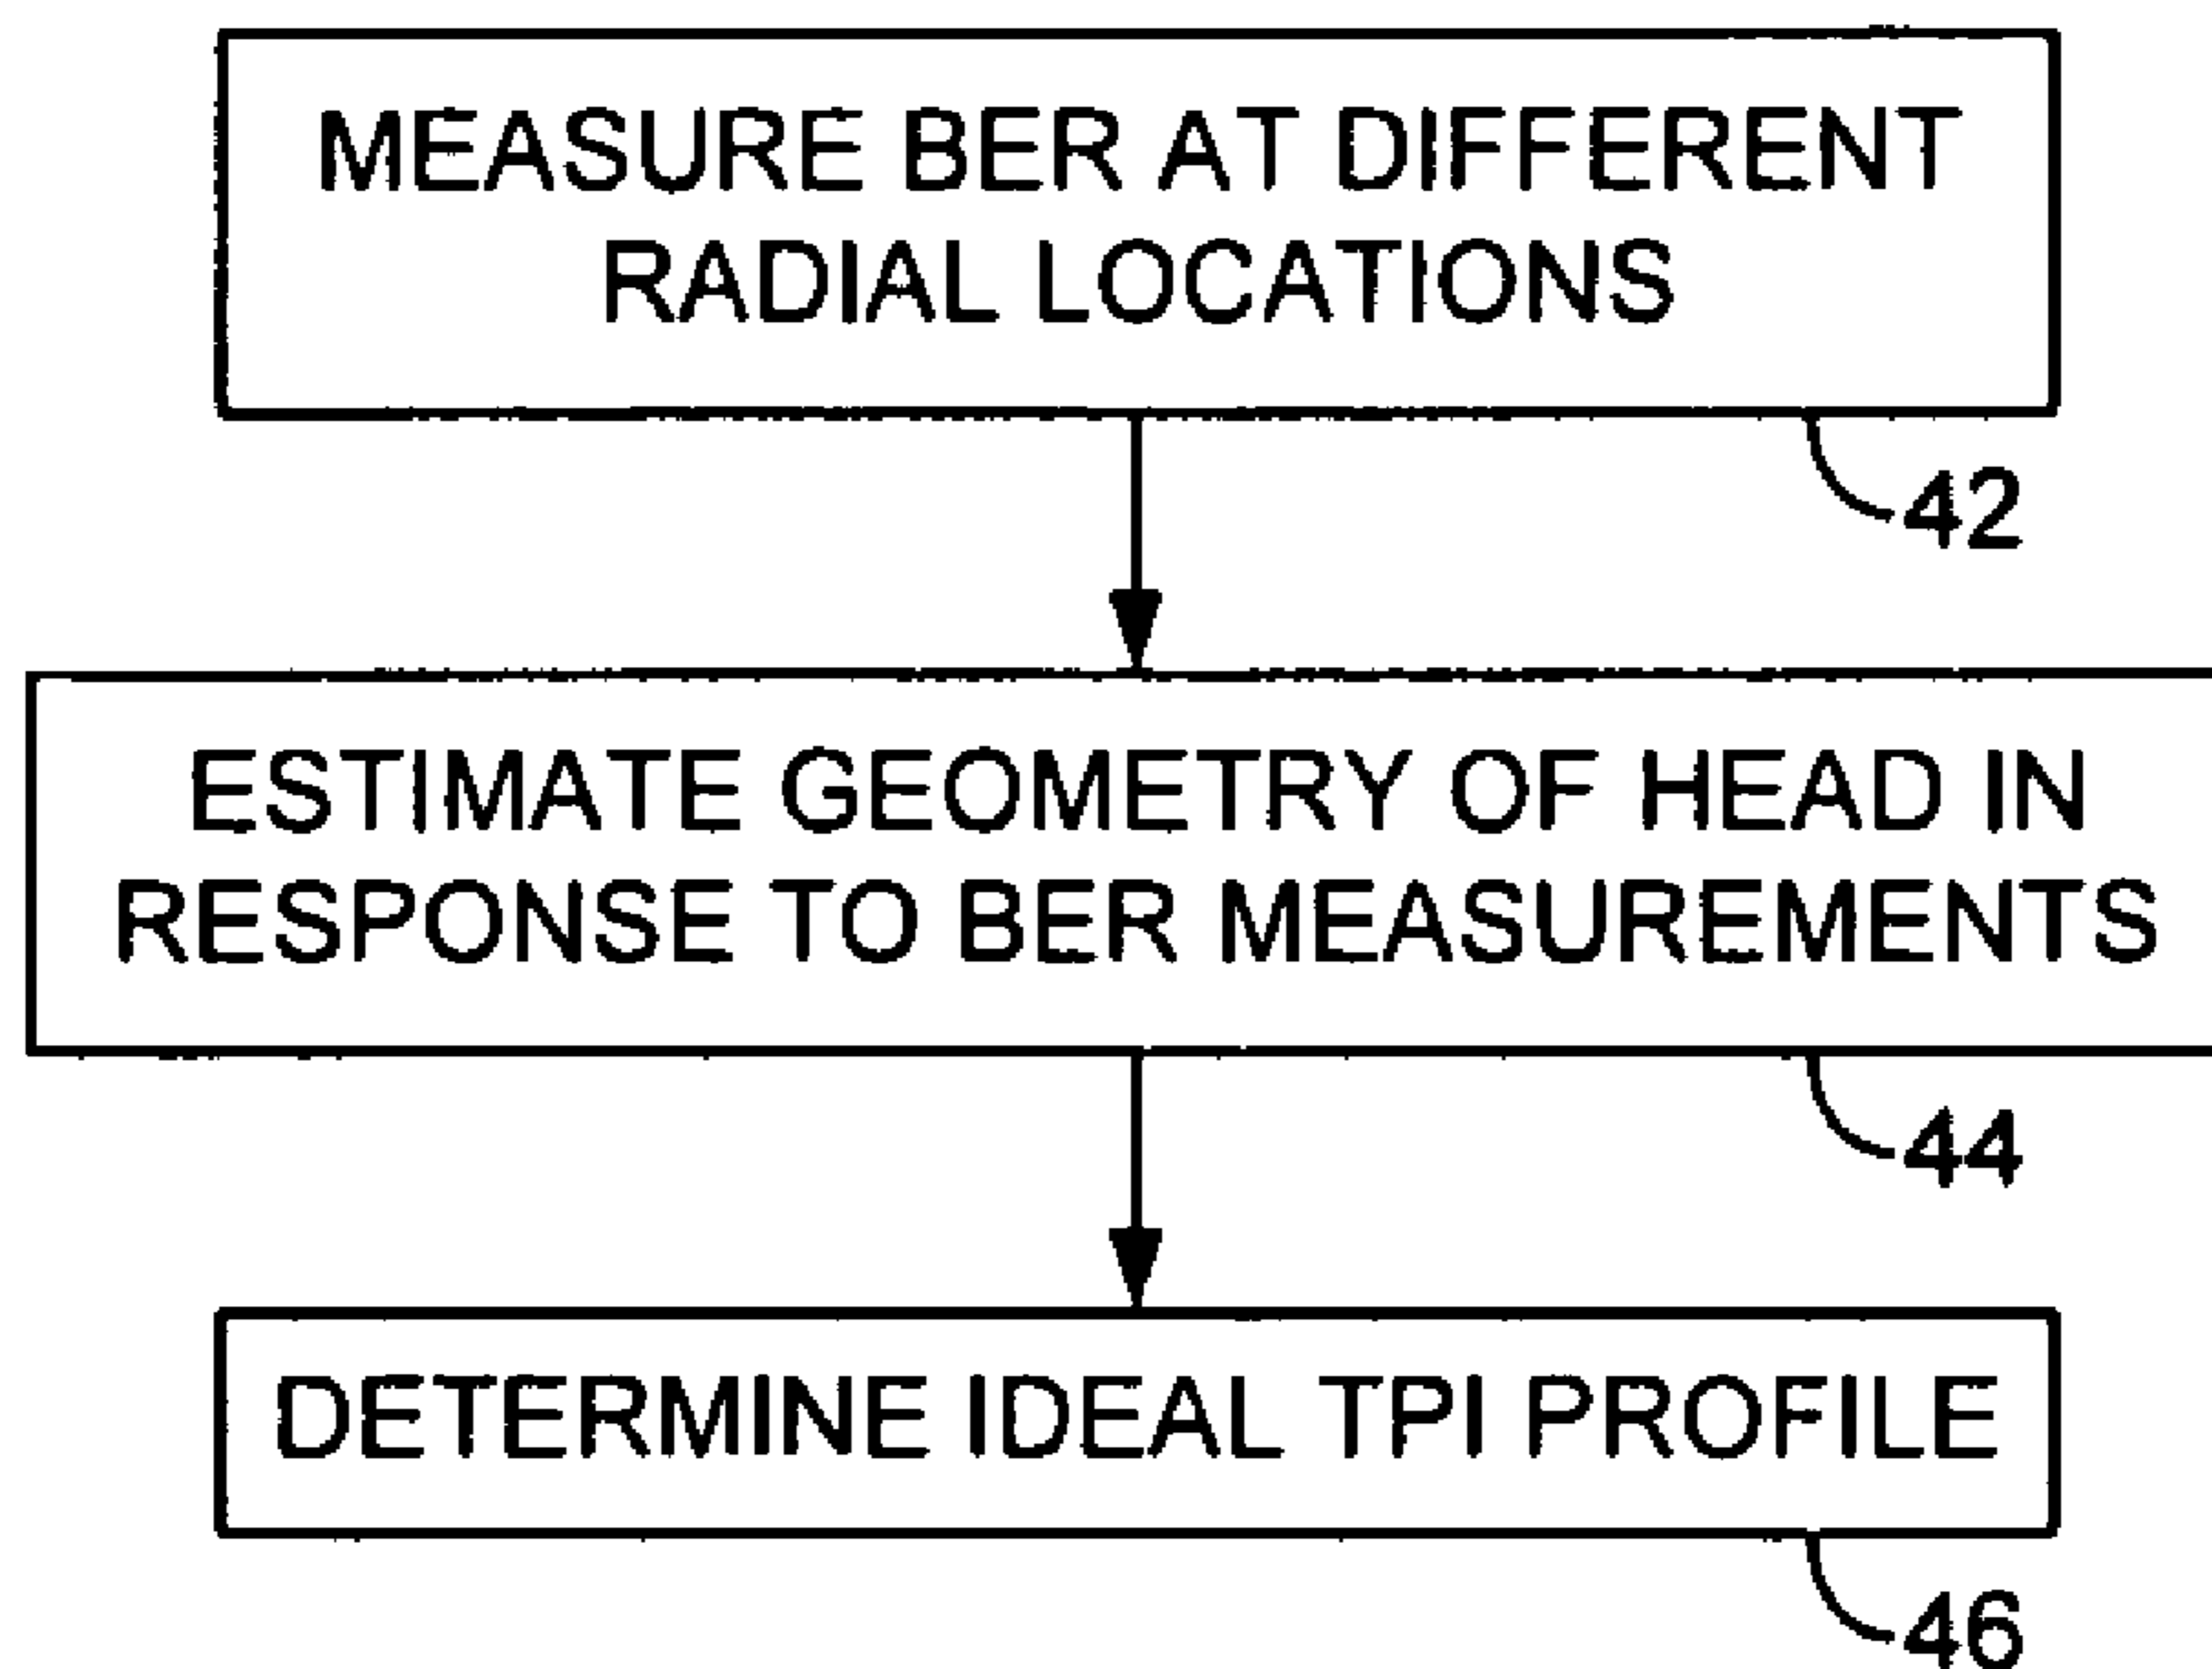 MEASURE BER AT DIFFERENT
RADIAL LOCATIONS
42
ESTIMATE GEOMETRY OF HEAD IN
RESPONSE TO BER MEASUREMENTS
44
DETERMINE IDEAL TPI PROFILE
46